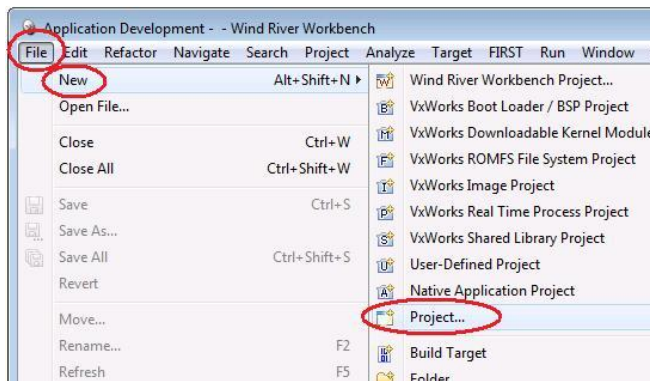 Application Development - - Wind River Workbench
File Edit Refactor Navigate Search Project Analyze Target FIRST Run Window
New Alt+Shift+N
Open File...
Close Ctrl+W
Close All Ctrl+Shift+W
Save Ctrl+S
Save As...
Save All Ctrl+Shift+S
Revert
Move...
Rename... F2
Refresh F5
Wind River Workbench Project...
VxWorks Boot Loader / BSP Project
VxWorks Downloadable Kernel Module
VxWorks ROMFS File System Project
VxWorks Image Project
VxWorks Real Time Process Project
VxWorks Shared Library Project
User-Defined Project
Native Application Project
Project...
Build Target
Folder